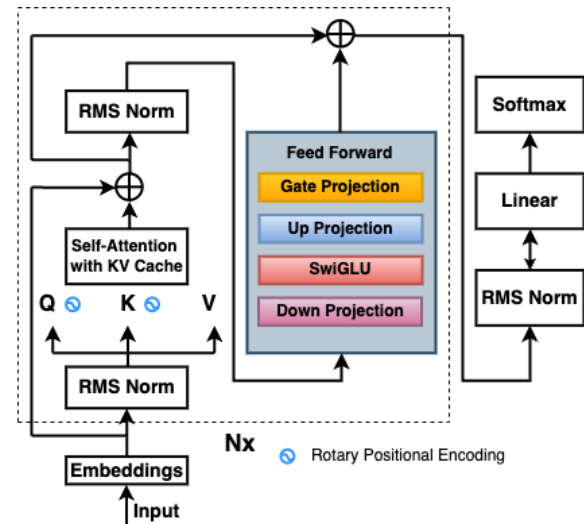 RMS Norm
Self-Attention
with KV Cache
Q
K
V
RMS Norm
Embeddings
Input
Feed Forward
Gate Projection
Up Projection
SwiGLU
Down Projection
Nx
Rotary Positional Encoding
Softmax
Linear
RMS Norm